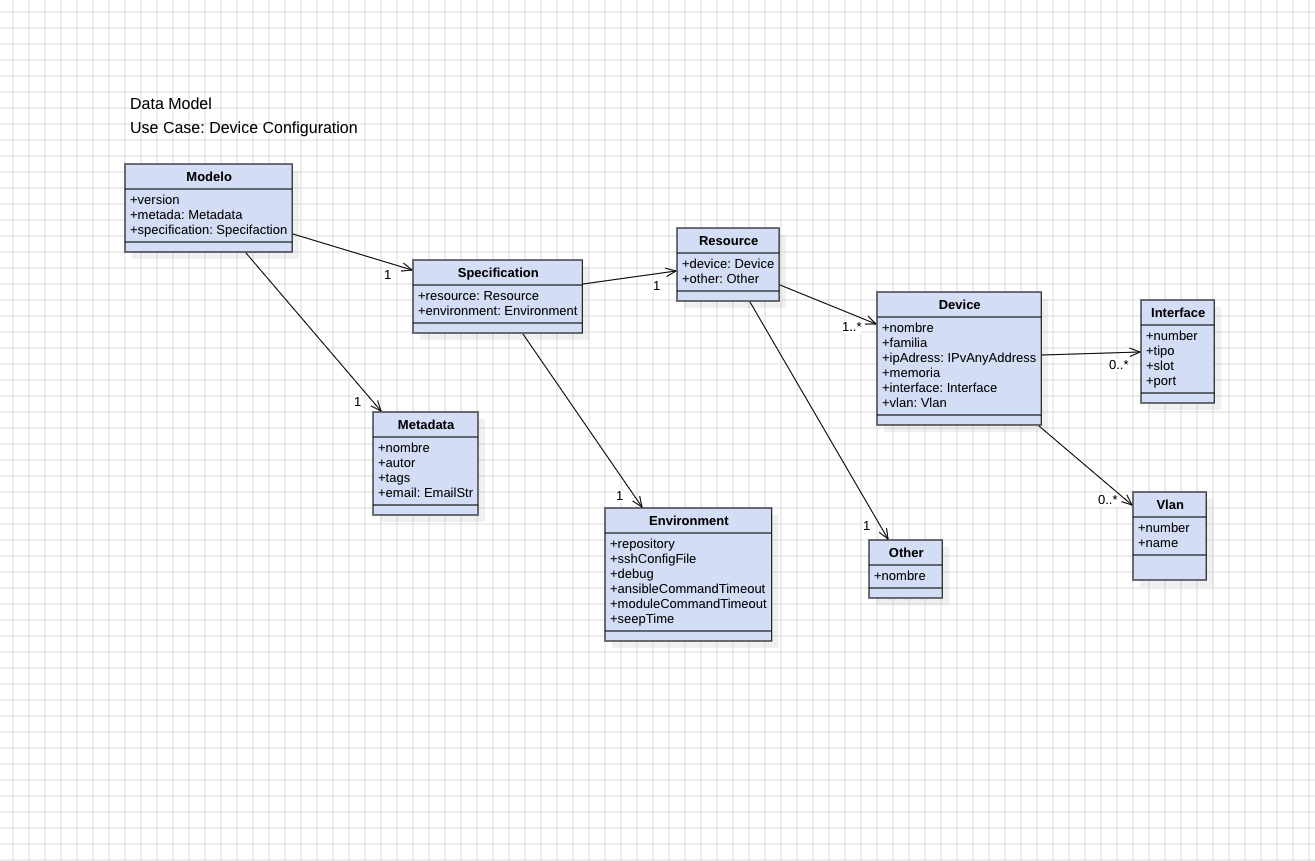 Data Model
Use Case: Device Configuration
Modelo
+version
+metada: Metadata
+specification: Specifaction
1
1
Specification
+resource: Resource
+environment: Environment
1
1
Resource
+device: Device
+other: Other
1..*
1
Device
+nombre
+familia
+ipAdress: IPvAnyAddress
+memoria
+interface: Interface
+vlan: Vlan
0..*
0..*
Interface
+number
+tipo
+slot
+port
Metadata
+nombre
+autor
+tags
+email: EmailStr
Environment
+repository
+sshConfigFile
+debug
+ansibleCommandTimeout
+moduleCommandTimeout
+seepTime
Other
+nombre
Vlan
+number
+name